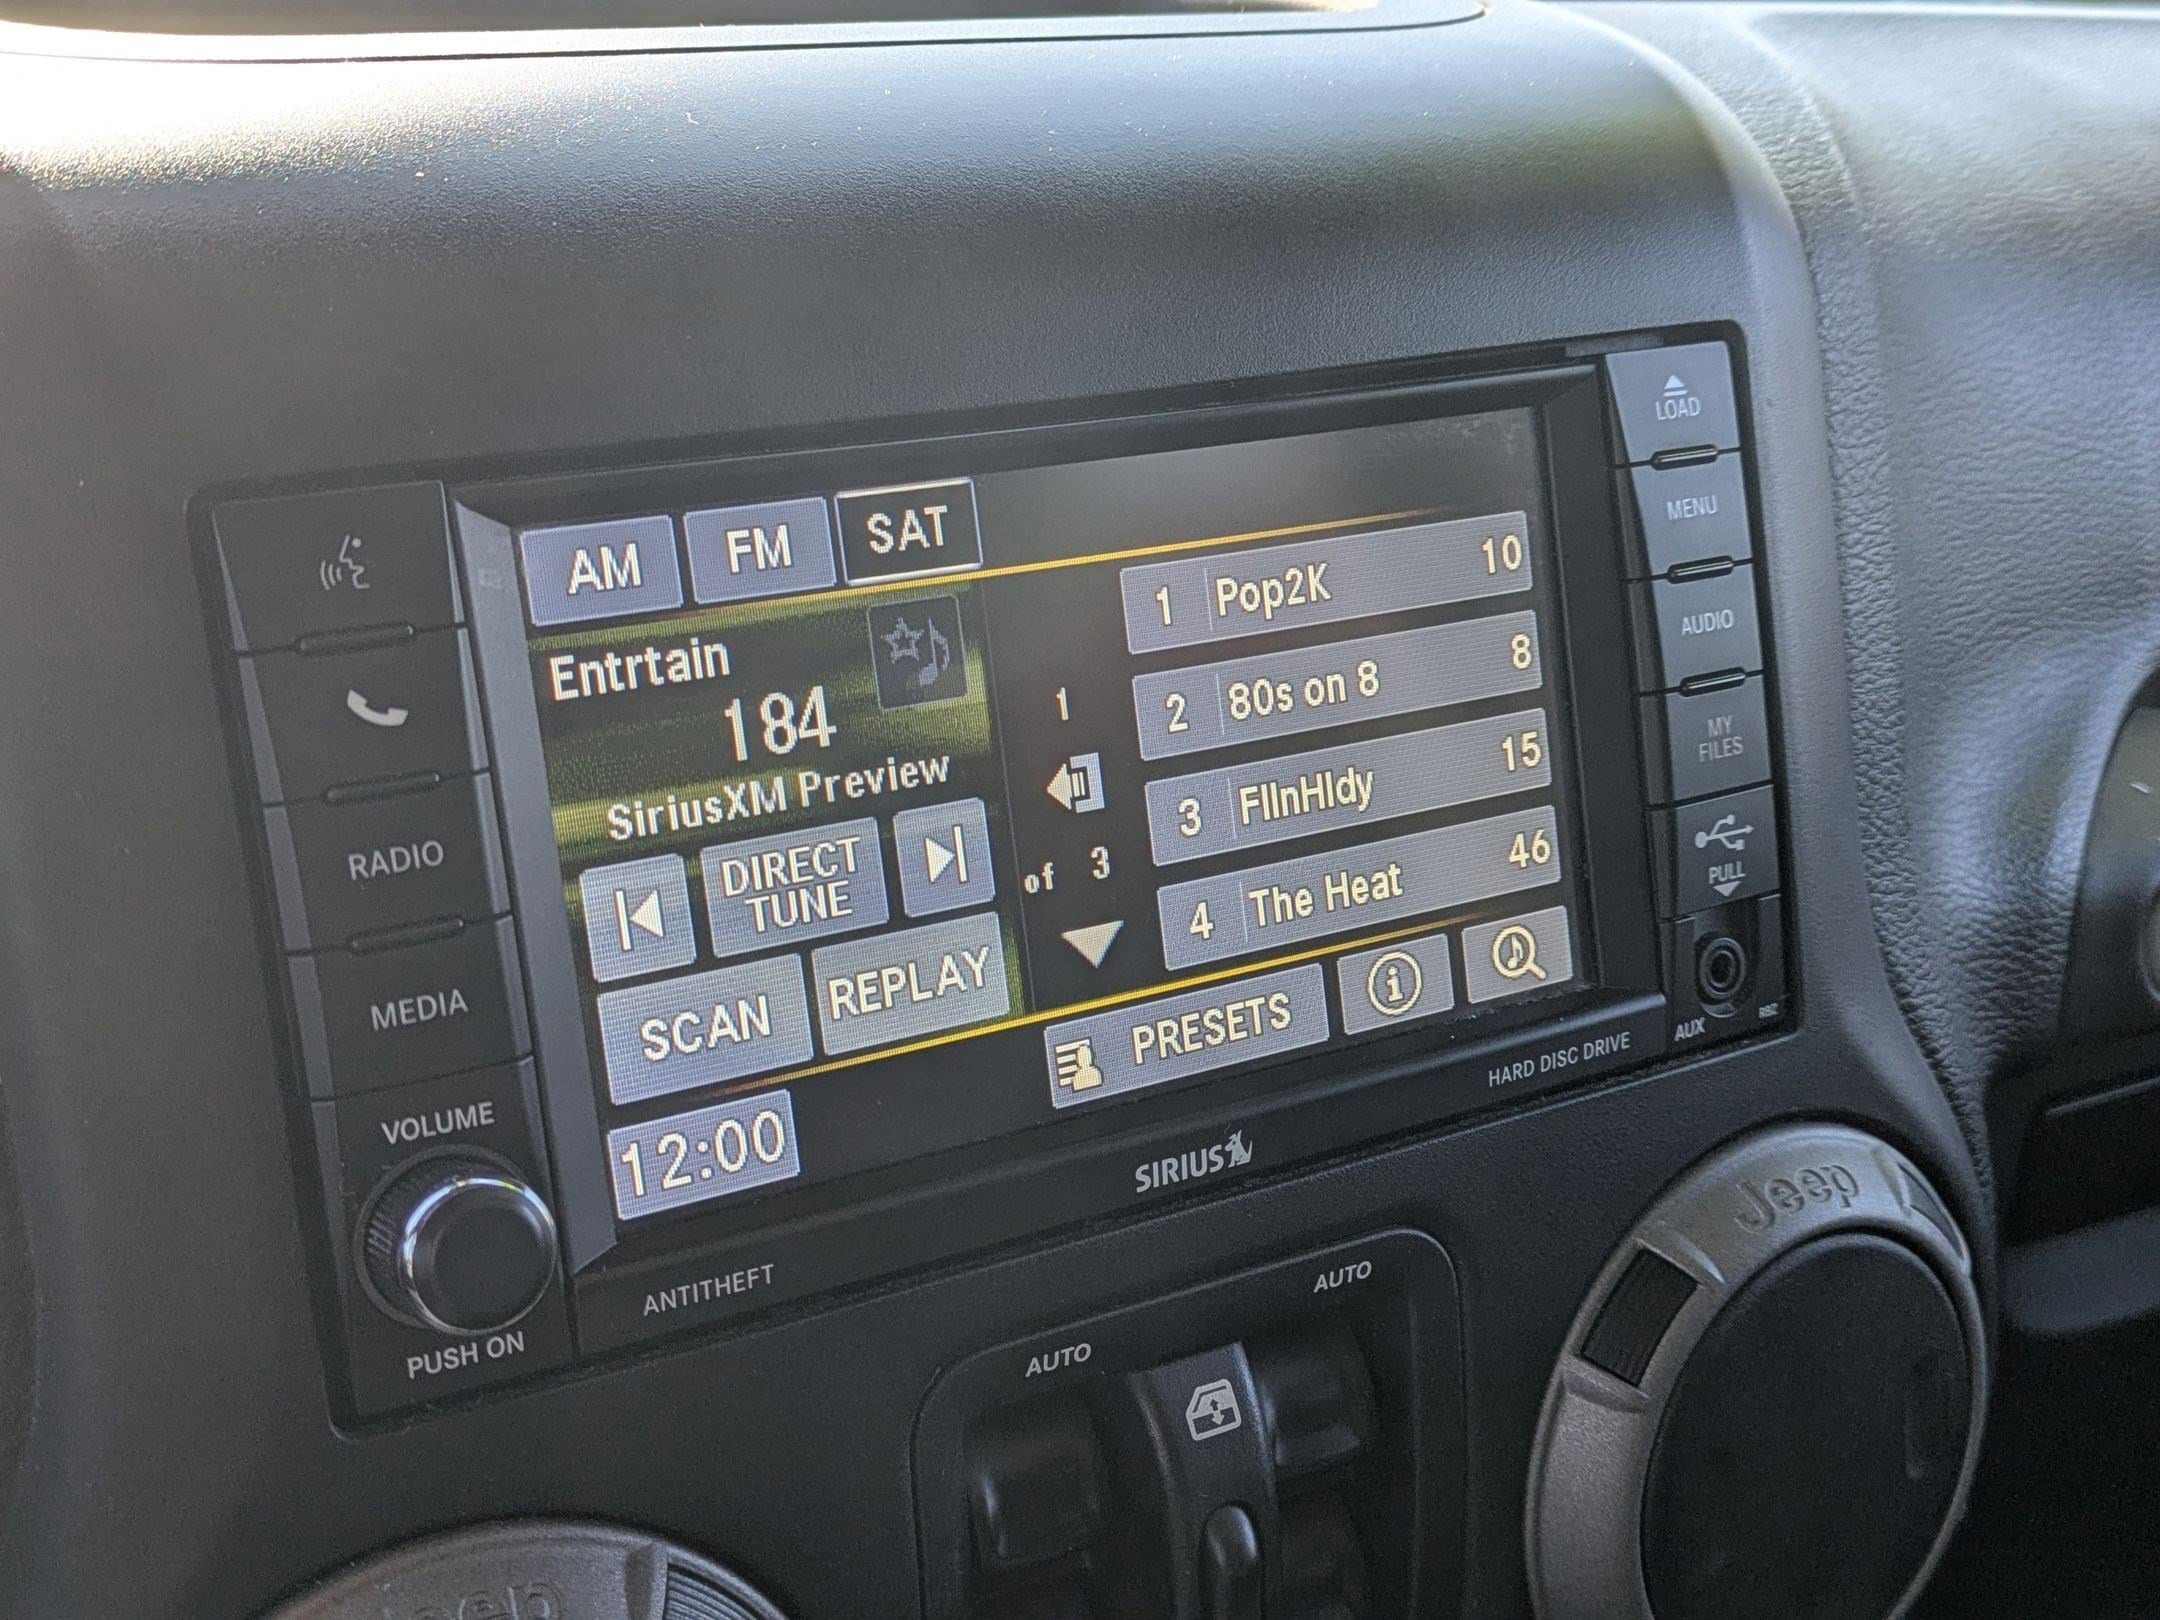 AM FM SAT
Entrtain
184
SiriusXM Preview
DIRECT
TUNE
SCAN REPLAY
12:00
1
of 3
1 Pop2K 10
2 80s on 8 8
3 FlInHldy 15
4 The Heat 46
PRESETS
RADIO
MEDIA
VOLUME
PUSH ON
LOAD
MENU
AUDIO
MY
FILES
PULL
AUX
RBZ
HARD DISC DRIVE
SIRIUS
ANTITHEFT
AUTO
AUTO
Jeep
Jeep